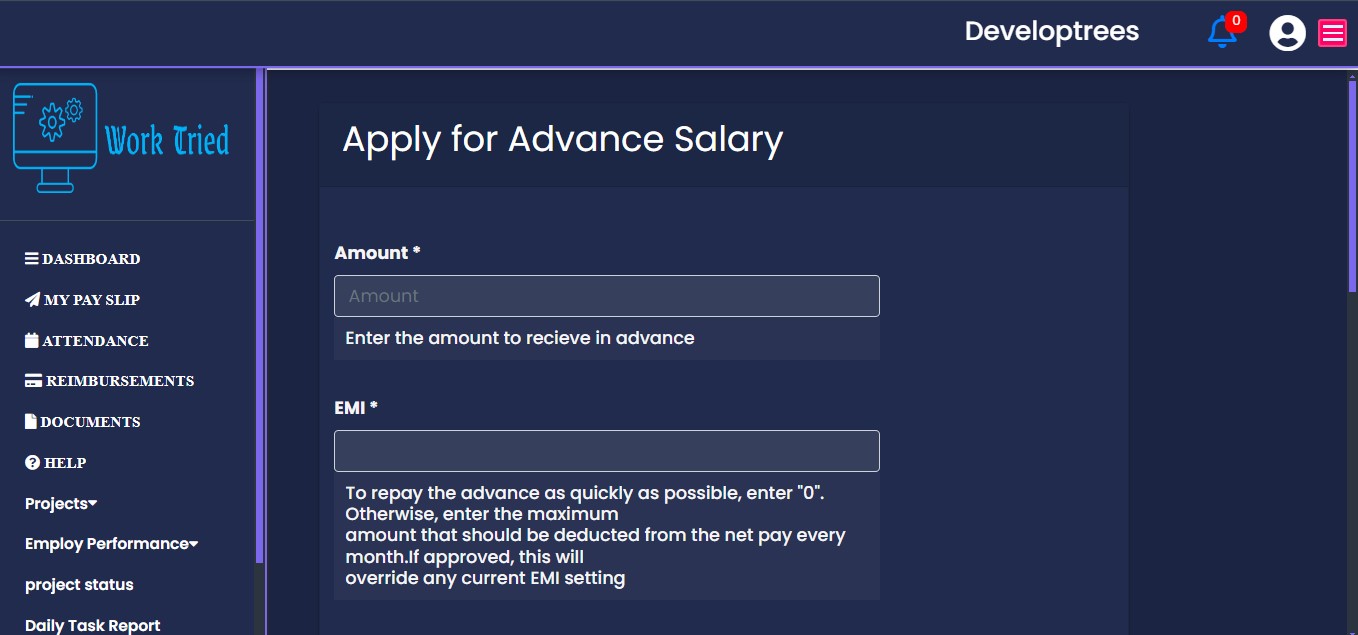 Developtrees
0
Work Tried
DASHBOARD
MY PAY SLIP
ATTENDANCE
REIMBURSEMENTS
DOCUMENTS
HELP
Projects
Employ Performance
project status
Daily Task Report
Apply for Advance Salary
Amount *
Amount
Enter the amount to recieve in advance
EMI *
To repay the advance as quickly as possible, enter "0".
Otherwise, enter the maximum
amount that should be deducted from the net pay every
month.If approved, this will
override any current EMI setting